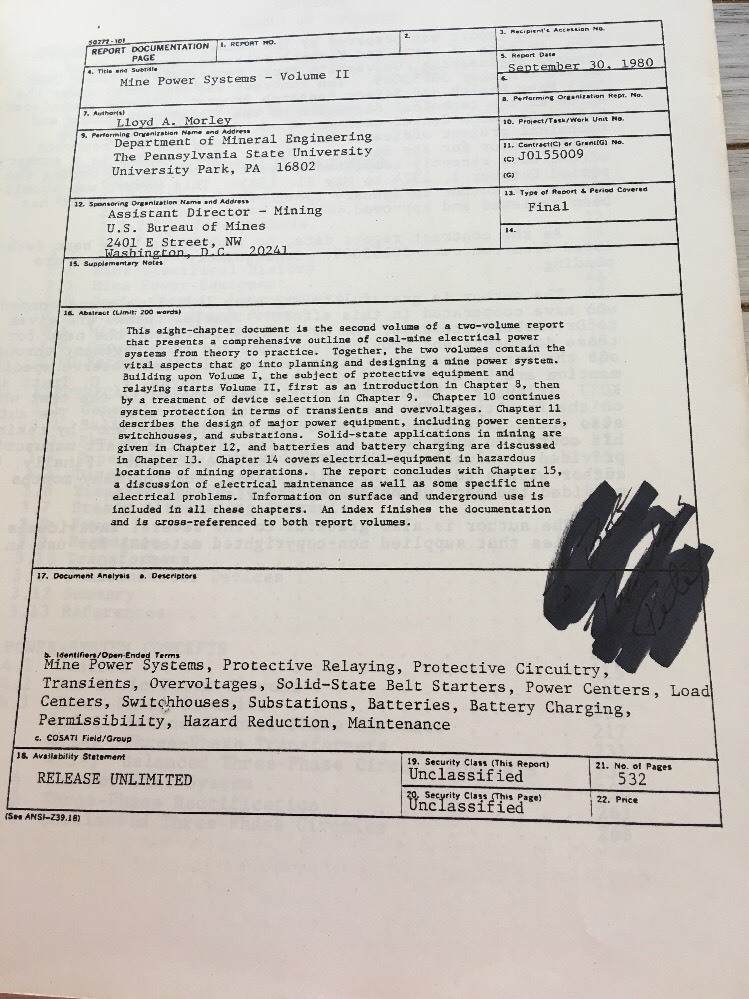 50272-101
REPORT DOCUMENTATION PAGE
1. REPORT NO.
2.
3. Recipient's Accession No.
4. Title and Subtitle
Mine Power Systems - Volume II
5. Report Date
September 30, 1980
6.
7. Author(s)
Lloyd A. Morley
8. Performing Organization Rept. No.
9. Performing Organization Name and Address
Department of Mineral Engineering
The Pennsylvania State University
University Park, PA 16802
10. Project/Task/Work Unit No.
11. Contract(C) or Grant(G) No.
(C) J0155009
(G)
12. Sponsoring Organization Name and Address
Assistant Director - Mining
U.S. Bureau of Mines
2401 E Street, NW
Washington, D.C. 20241
13. Type of Report & Period Covered
Final
14.
15. Supplementary Notes
16. Abstract (Limit: 200 words)
This eight-chapter document is the second volume of a two-volume report
that presents a comprehensive outline of coal-mine electrical power
systems from theory to practice. Together, the two volumes contain the
vital aspects that go into planning and designing a mine power system.
Building upon Volume I, the subject of protective equipment and
relaying starts Volume II, first as an introduction in Chapter 8, then
by a treatment of device selection in Chapter 9. Chapter 10 continues
system protection in terms of transients and overvoltages. Chapter 11
describes the design of major power equipment, including power centers,
switchhouses, and substations. Solid-state applications in mining are
given in Chapter 12, and batteries and battery charging are discussed
in Chapter 13. Chapter 14 covers electrical-equipment in hazardous
locations of mining operations. The report concludes with Chapter 15,
a discussion of electrical maintenance as well as some specific mine
electrical problems. Information on surface and underground use is
included in all these chapters. An index finishes the documentation
and is cross-referenced to both report volumes.
17. Document Analysis a. Descriptors
b. Identifiers/Open-Ended Terms
Mine Power Systems, Protective Relaying, Protective Circuitry,
Transients, Overvoltages, Solid-State Belt Starters, Power Centers, Load
Centers, Switchhouses, Substations, Batteries, Battery Charging,
Permissibility, Hazard Reduction, Maintenance
c. COSATI Field/Group
18. Availability Statement
RELEASE UNLIMITED
19. Security Class (This Report)
Unclassified
21. No. of Pages
532
20. Security Class (This Page)
Unclassified
22. Price
(See ANSI-Z39.18)